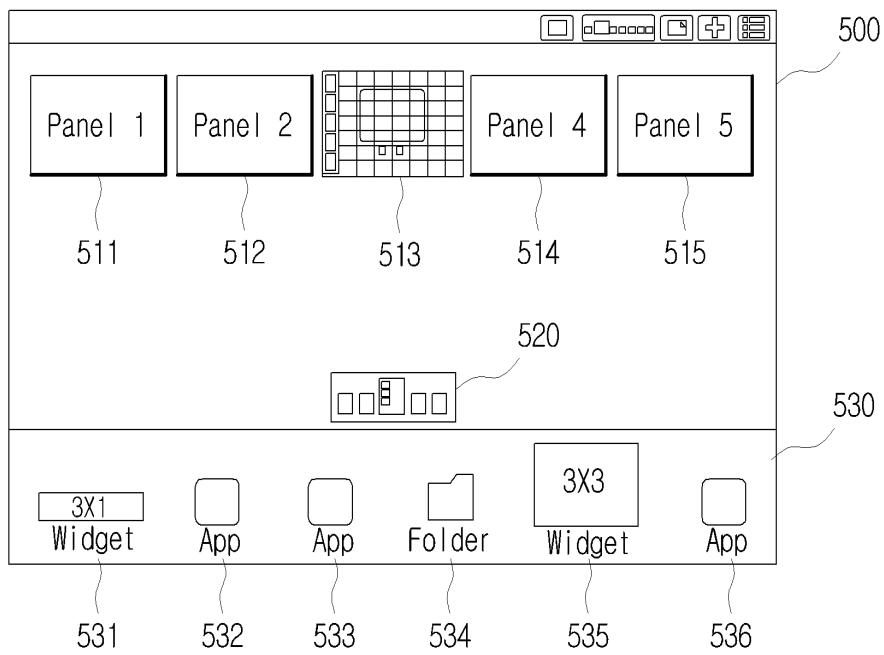 500
Panel 1 Panel 2 Panel 4 Panel 5
511 512 513 514 515
520
530
3X1 3X3
Widget App App Folder Widget App
531 532 533 534 535 536